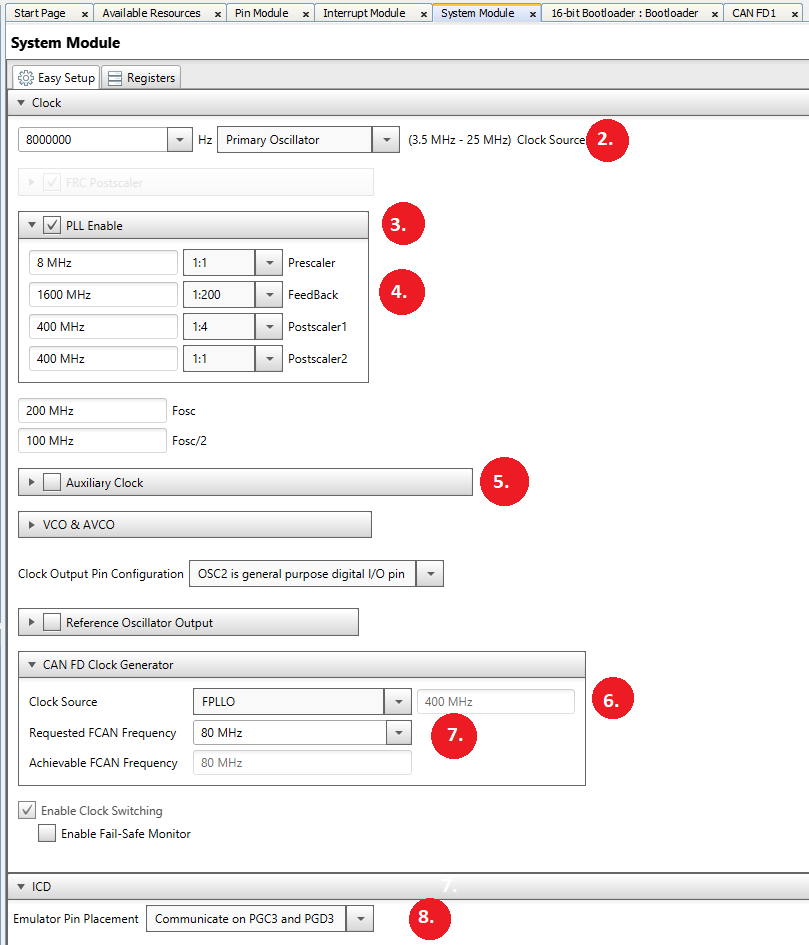 Start Page x Available Resources x Pin Module x Interrupt Module x System Module x 16-bit Bootloader : Bootloader x CAN FD1 x
System Module
Easy Setup Registers
Clock
8000000 Hz Primary Oscillator (3.5 MHz - 25 MHz) Clock Source 2.
FRC Postscaler
PLL Enable 3.
8 MHz 1:1 Prescaler
1600 MHz 1:200 FeedBack 4.
400 MHz 1:4 Postscaler1
400 MHz 1:1 Postscaler2
200 MHz Fosc
100 MHz Fosc/2
Auxiliary Clock 5.
VCO & AVCO
Clock Output Pin Configuration OSC2 is general purpose digital I/O pin
Reference Oscillator Output
CAN FD Clock Generator
Clock Source FPLLO 400 MHz 6.
Requested FCAN Frequency 80 MHz 7.
Achievable FCAN Frequency 80 MHz
Enable Clock Switching
Enable Fail-Safe Monitor
ICD 7.
Emulator Pin Placement Communicate on PGC3 and PGD3 8.